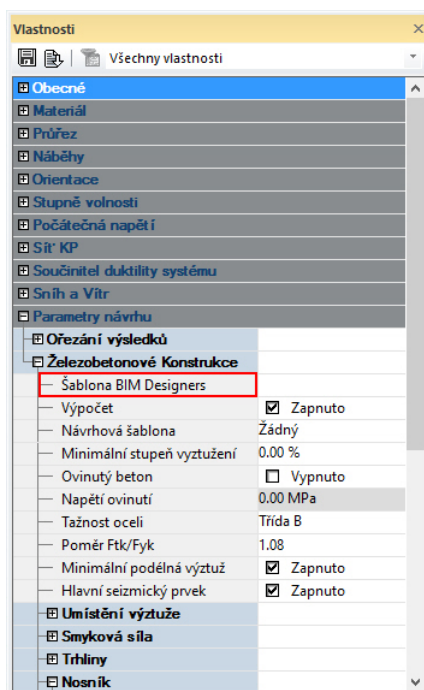 Vlastnosti
Všechny vlastnosti
Obecné
Materiál
Průřez
Náběhy
Orientace
Stupně volnosti
Počátečná napětí
Síť KP
Součinitel duktility systému
Sníh a Vítr
Parametry návrhu
Ořezání výsledků
Železobetonové Konstrukce
Šablona BIM Designers
Výpočet Zapnuto
Návrhová šablona Žádný
Minimální stupeň vyztužení 0.00 %
Ovinutý beton Vypnuto
Napětí ovinutí 0.00 MPa
Tažnost oceli Třída B
Poměr Ftk/Fyk 1.08
Minimální podélná výztuž Zapnuto
Hlavní seizmický prvek Zapnuto
Umístění výztuže
Smyková síla
Trhliny
Nosník